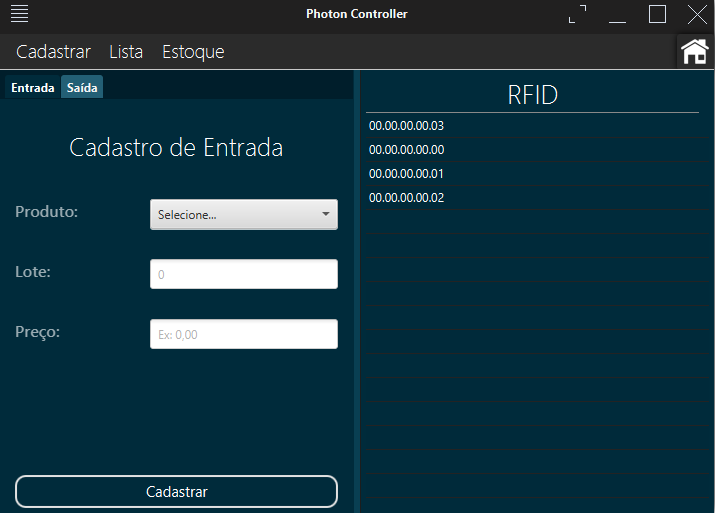 Photon Controller
Cadastrar Lista Estoque
Entrada Saída
Cadastro de Entrada
Produto: Selecione...
Lote: 0
Preço: Ex: 0,00
Cadastrar
RFID
00.00.00.00.03
00.00.00.00.00
00.00.00.00.01
00.00.00.00.02